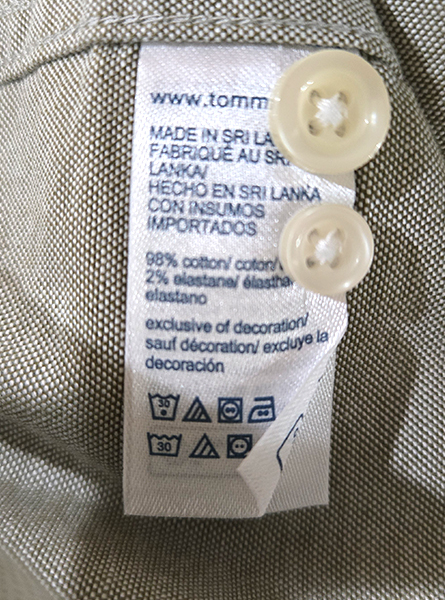 www.tomm
MADE IN SRI LA
FABRIQUÉ AU SR
LANKA/
HECHO EN SRI LANKA
CON INSUMOS
IMPORTADOS
98% cotton/ coton/
2% elastane/ élastha
elastano
exclusive of decoration/
sauf décoration/ excluye la
decoración
30
30